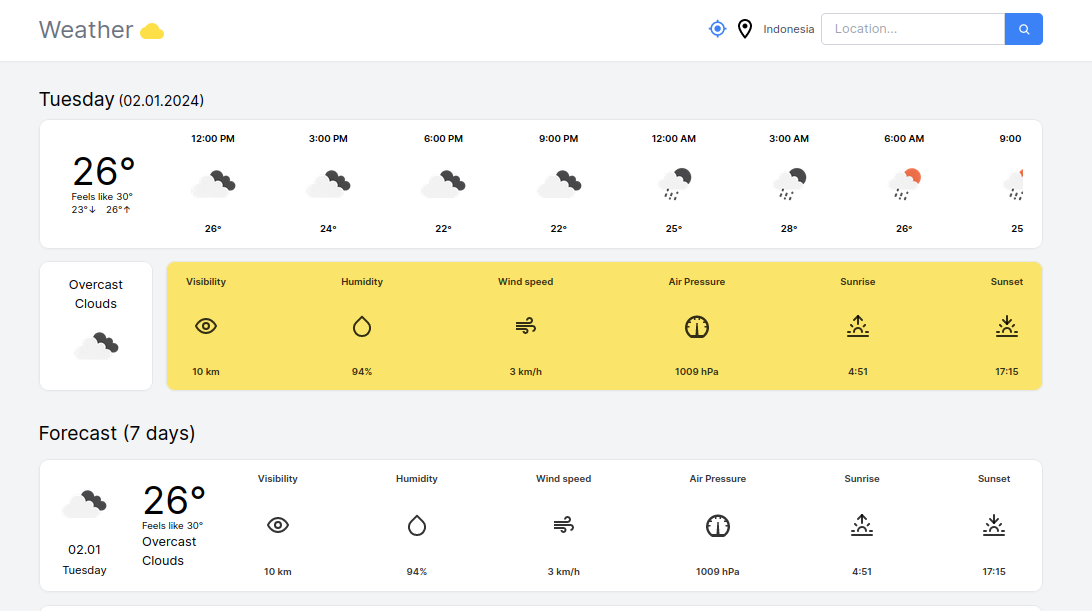 Weather
Indonesia
Location...
Tuesday (02.01.2024)
12:00 PM 3:00 PM 6:00 PM 9:00 PM 12:00 AM 3:00 AM 6:00 AM 9:00
26°
Feels like 30°
23°↓ 26°↑
26° 24° 22° 22° 25° 28° 26° 25
Overcast
Clouds
Visibility Humidity Wind speed Air Pressure Sunrise Sunset
10 km 94% 3 km/h 1009 hPa 4:51 17:15
Forecast (7 days)
26°
Feels like 30°
Overcast
Clouds
02.01
Tuesday
Visibility Humidity Wind speed Air Pressure Sunrise Sunset
10 km 94% 3 km/h 1009 hPa 4:51 17:15